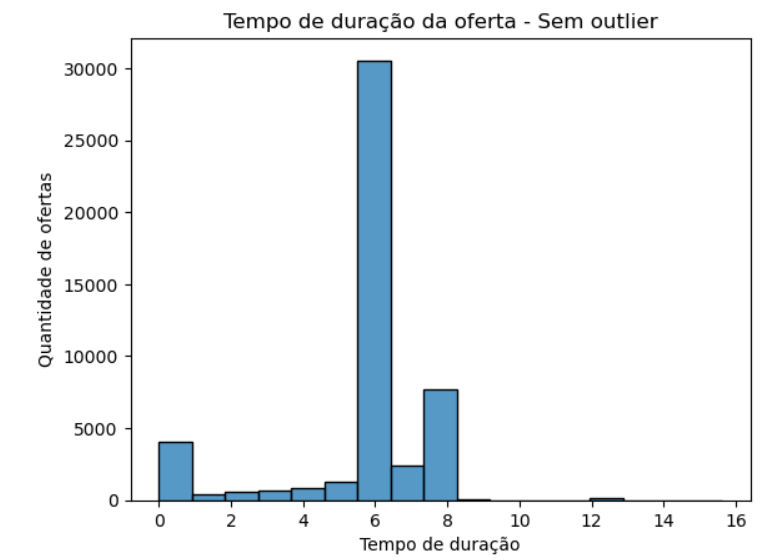 Tempo de duração da oferta - Sem outlier
Quantidade de ofertas
30000
25000
20000
15000
10000
5000
0
0 2 4 6 8 10 12 14 16
Tempo de duração